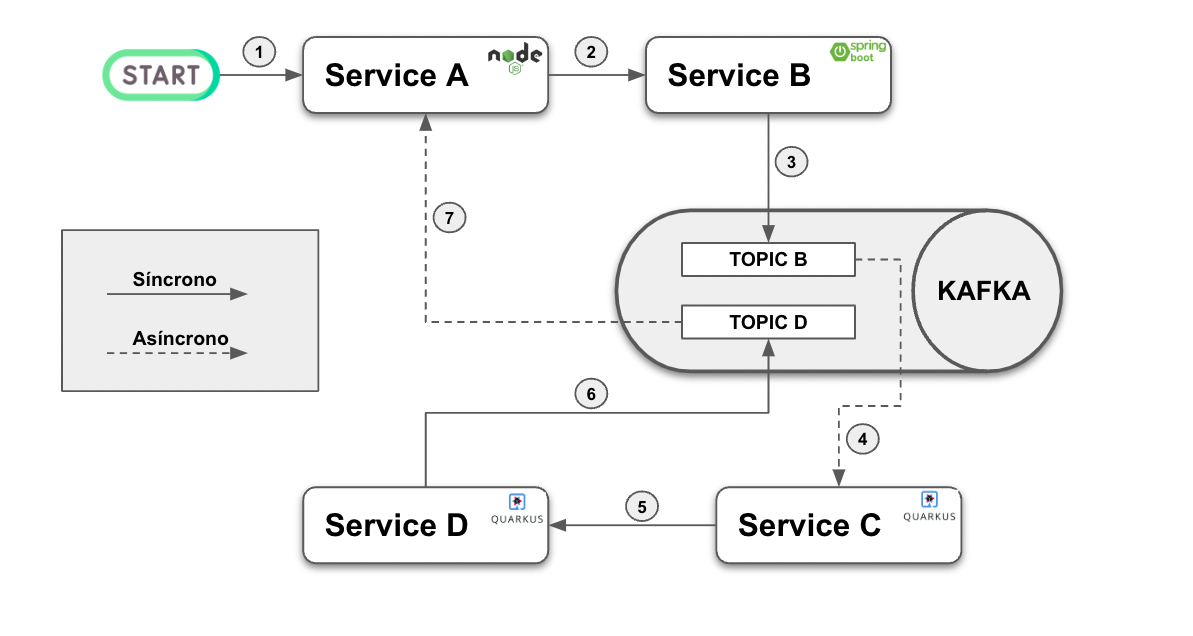 START
1
Service A
node
JS
2
Service B
spring
boot
3
7
TOPIC B
KAFKA
TOPIC D
Síncrono
Asíncrono
6
4
Service D
QUARKUS
5
Service C
QUARKUS